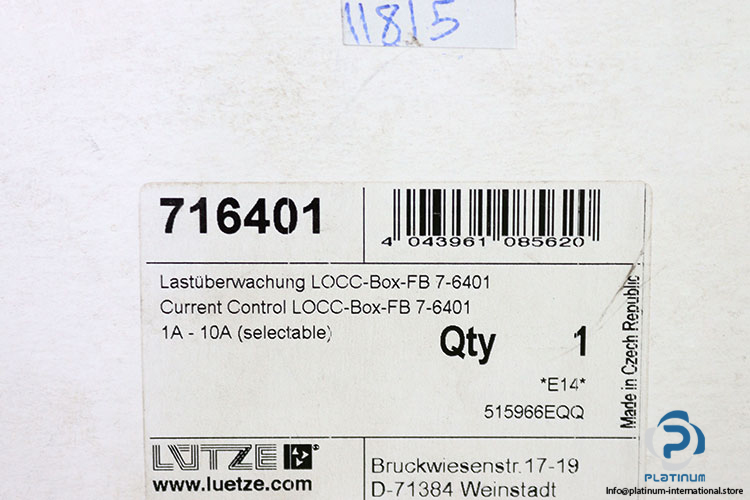 11815
716401
4 043961 085620
Lastüberwachung LOCC-Box-FB 7-6401
Current Control LOCC-Box-FB 7-6401
1A - 10A (selectable)
Qty 1
*E14*
515966EQQ
Made in Czech Republic
LÜTZE
www.luetze.com
Bruckwiesenstr. 17-19
D-71384 Weinstadt
PLATINUM
Info@platinum-international.store